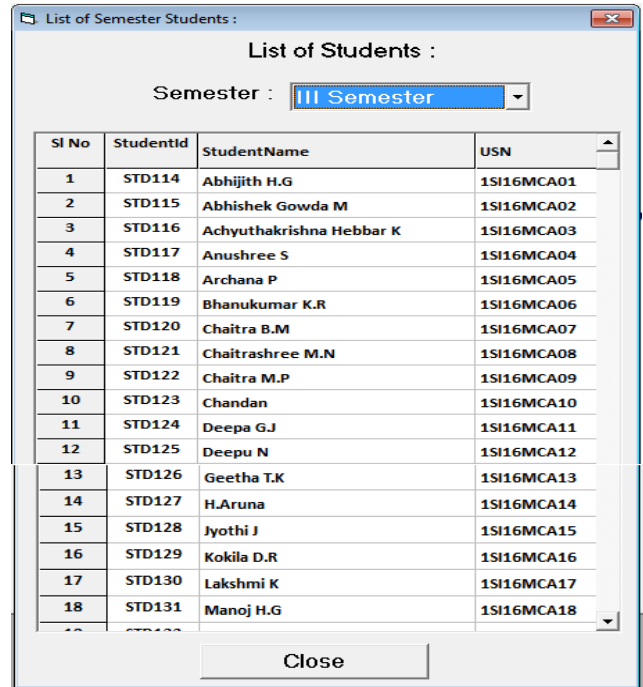 List of Semester Students :
List of Students :
Semester : III Semester
Sl No StudentId StudentName USN
1 STD114 Abhijith H.G 1SI16MCA01
2 STD115 Abhishek Gowda M 1SI16MCA02
3 STD116 Achyuthakrishna Hebbar K 1SI16MCA03
4 STD117 Anushree S 1SI16MCA04
5 STD118 Archana P 1SI16MCA05
6 STD119 Bhanukumar K.R 1SI16MCA06
7 STD120 Chaitra B.M 1SI16MCA07
8 STD121 Chaitrashree M.N 1SI16MCA08
9 STD122 Chaitra M.P 1SI16MCA09
10 STD123 Chandan 1SI16MCA10
11 STD124 Deepa G.J 1SI16MCA11
12 STD125 Deepu N 1SI16MCA12
13 STD126 Geetha T.K 1SI16MCA13
14 STD127 H.Aruna 1SI16MCA14
15 STD128 Jyothi J 1SI16MCA15
16 STD129 Kokila D.R 1SI16MCA16
17 STD130 Lakshmi K 1SI16MCA17
18 STD131 Manoj H.G 1SI16MCA18
Close